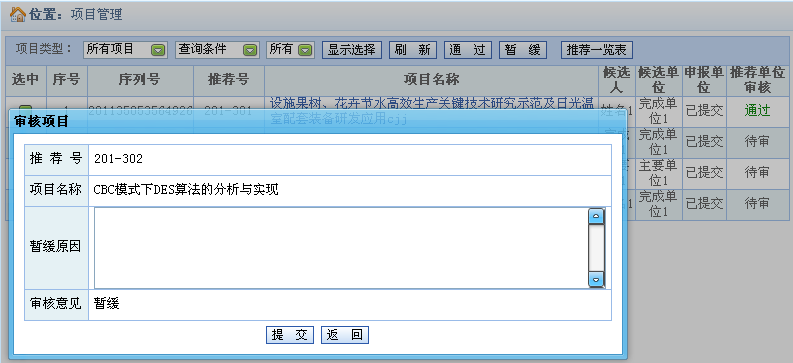 位置：项目管理
项目类型： 所有项目 查询条件 所有 显示选择 刷 新 通 过 暂 缓 推荐一览表
选中 序号 序列号 推荐号 项目名称 候选人 候选单位 申报单位 推荐单位审核
1 201-301 设施果树、花卉节水高效生产关键技术研究示范及日光温
室配套装备研发应用cjj 姓名1 完成单位1 已提交 通过
完成单位1 已提交 待审
主要单位1 已提交 待审
完成单位1 已提交 待审
审核项目
推 荐 号 201-302
项目名称 CBC模式下DES算法的分析与实现
暂缓原因
审核意见 暂缓
提 交 返 回